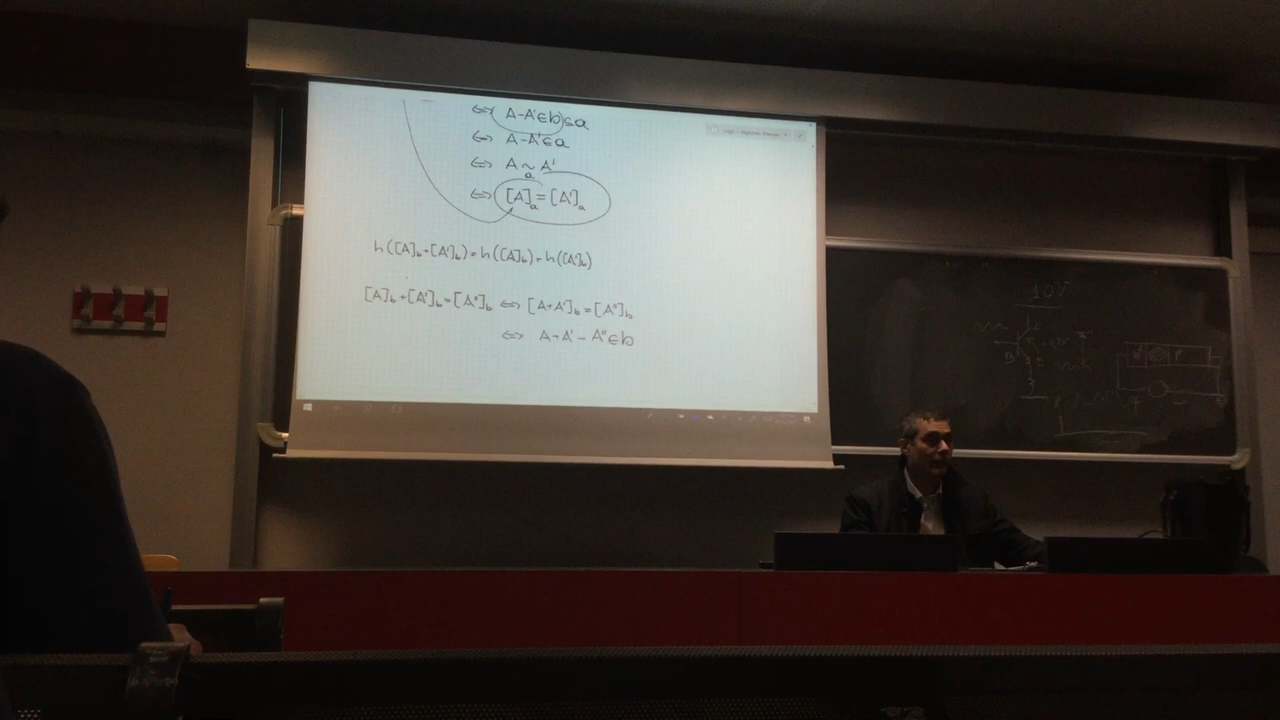 ⇔ A-A'∈b⊆a
⇔ A-A'∈a
⇔ A ~ₐ A'
⇔ [A]ₐ = [A']ₐ
h([A]_b+[A']_b) = h([A]_b) + h([A']_b)
[A]_b+[A']_b=[A'']_b ⇔ [A+A']_b = [A'']_b
⇔ A+A' - A'' ∈ b
10V
B